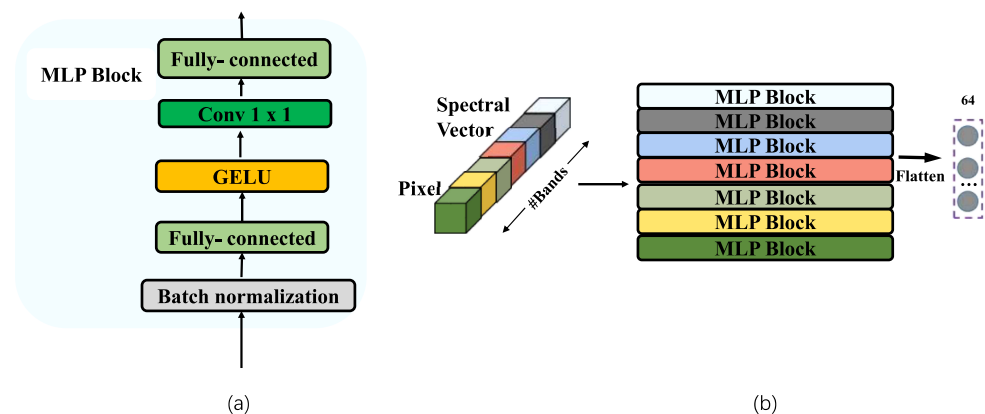 MLP Block
Fully- connected
Conv 1 x 1
GELU
Fully- connected
Batch normalization
(a)
Spectral
Vector
Pixel
#Bands
MLP Block
MLP Block
MLP Block
MLP Block
MLP Block
MLP Block
MLP Block
Flatten
64
...
(b)